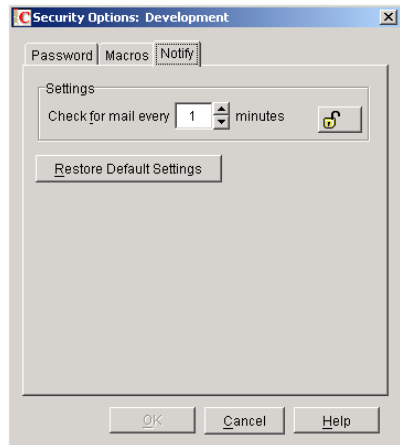 Security Options: Development
Password Macros Notify
Settings
Check for mail every 1 minutes
Restore Default Settings
OK Cancel Help